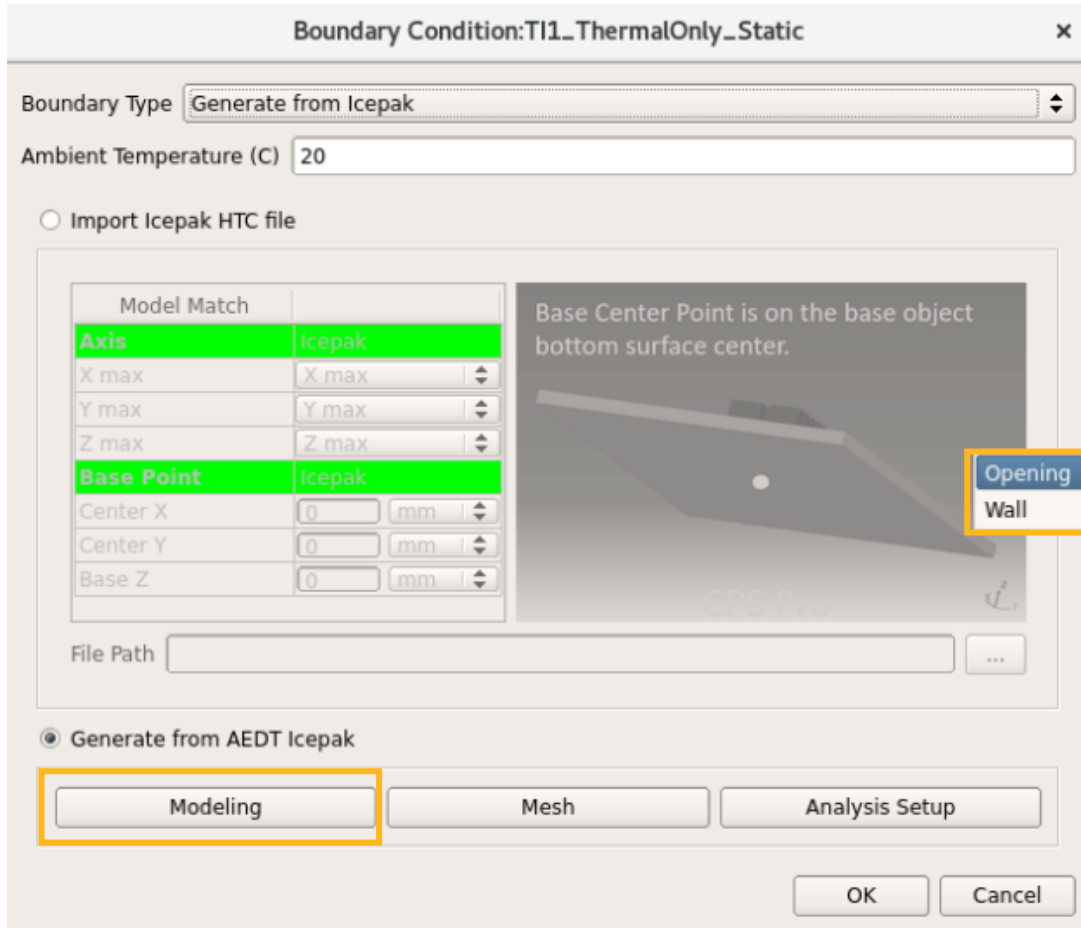 Boundary Condition:TI1_ThermalOnly_Static ×
Boundary Type Generate from Icepak
Ambient Temperature (C) 20
Import Icepak HTC file
Model Match
Axis Icepak
X max X max
Y max Y max
Z max Z max
Base Point Icepak
Center X 0 mm
Center Y 0 mm
Base Z 0 mm
Base Center Point is on the base object
bottom surface center.
CPS Pro
Opening
Wall
File Path ...
Generate from AEDT Icepak
Modeling Mesh Analysis Setup
OK Cancel